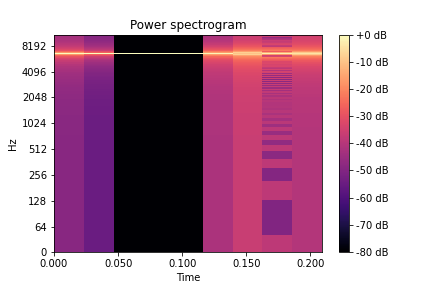 Power spectrogram
Hz
8192
4096
2048
1024
512
256
128
64
0
0.000 0.050 0.100 0.150 0.200
Time
+0 dB
-10 dB
-20 dB
-30 dB
-40 dB
-50 dB
-60 dB
-70 dB
-80 dB